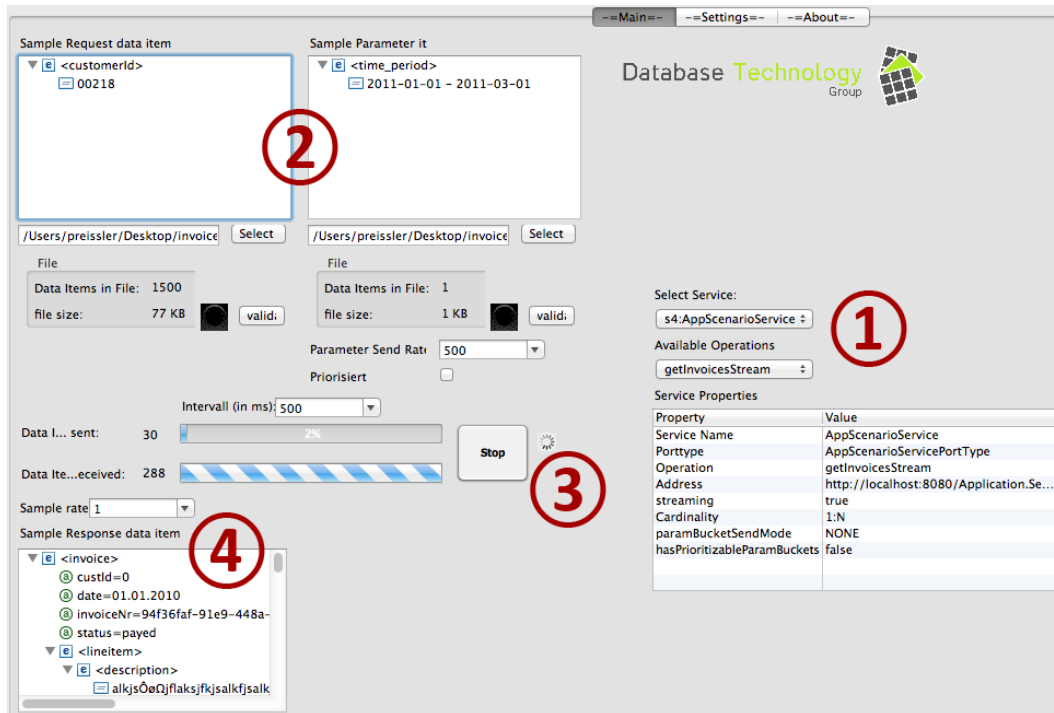 -=Main=- -=Settings=- -=About=-
Sample Request data item
<customerId>
00218
Sample Parameter it
<time_period>
2011-01-01 - 2011-03-01
Database Technology
Group
2
/Users/preissler/Desktop/invoice Select
/Users/preissler/Desktop/invoice Select
File
Data Items in File: 1500
file size: 77 KB valid
File
Data Items in File: 1
file size: 1 KB valid
Parameter Send Rate 500
Priorisiert
Select Service:
s4:AppScenarioService
1
Available Operations
getInvoicesStream
Service Properties
Property Value
Service Name AppScenarioService
Porttype AppScenarioServicePortType
Operation getInvoicesStream
Address http://localhost:8080/Application.Se...
streaming true
Cardinality 1:N
paramBucketSendMode NONE
hasPrioritizableParamBuckets false
Intervall (in ms): 500
Data I... sent: 30 2%
Stop
Data Ite...eceived: 288
3
Sample rate 1
4
Sample Response data item
e <invoice>
a custId=0
a date=01.01.2010
a invoiceNr=94f36faf-91e9-448a-
a status=payed
e <lineitem>
e <description>
alkjsÔøΩjflaksjfkjsalkfjsalk